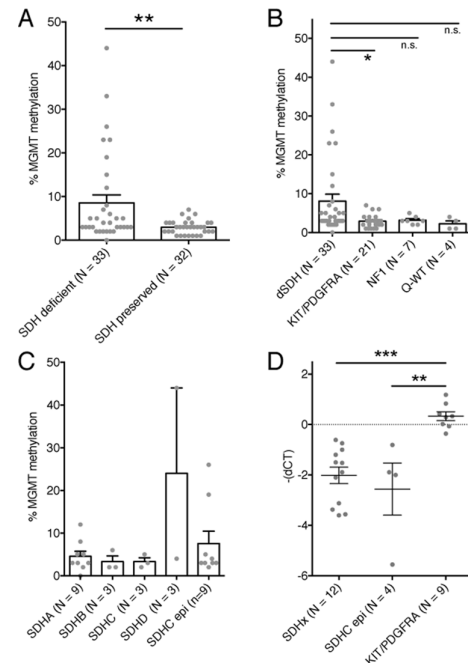 A
% MGMT methylation
50
40
30
20
10
0
**
SDH deficient (N = 33)
SDH preserved (N = 32)
B
% MGMT methylation
50
40
30
20
10
0
n.s.
n.s.
*
dSDH (N = 33)
KIT/PDGFRA (N = 21)
NF1 (N = 7)
Q-WT (N = 4)
C
% MGMT methylation
50
40
30
20
10
0
SDHA (N = 9)
SDHB (N = 3)
SDHC (N = 3)
SDHD (N = 3)
SDHC epi (n=9)
D
-(dCT)
2
0
-2
-4
-6
***
**
SDHx (N = 12)
SDHC epi (N = 4)
KIT/PDGFRA (N = 9)